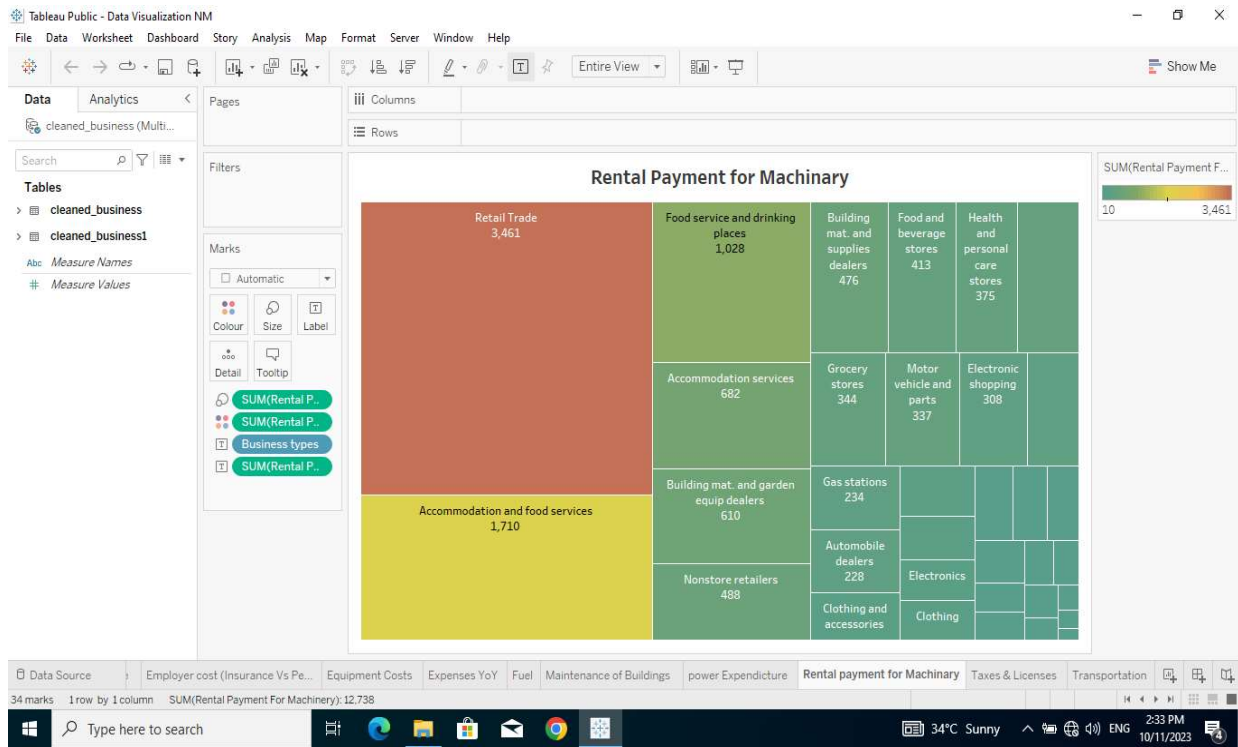 Tableau Public - Data Visualization NM
File Data Worksheet Dashboard Story Analysis Map Format Server Window Help
Entire View
Show Me
Data Analytics
cleaned_business (Multi...
Search
Tables
cleaned_business
cleaned_business1
Abc Measure Names
# Measure Values
Pages
Filters
Marks
Automatic
Colour Size Label
Detail Tooltip
SUM(Rental P..
SUM(Rental P..
Business types
SUM(Rental P..
Columns
Rows
Rental Payment for Machinary
Retail Trade
3,461
Accommodation and food services
1,710
Food service and drinking
places
1,028
Accommodation services
682
Building mat. and garden
equip dealers
610
Nonstore retailers
488
Building
mat. and
supplies
dealers
476
Food and
beverage
stores
413
Health
and
personal
care
stores
375
Grocery
stores
344
Motor
vehicle and
parts
337
Electronic
shopping
308
Gas stations
234
Automobile
dealers
228
Clothing and
accessories
Electronics
Clothing
SUM(Rental Payment F...
10 3,461
Data Source Employer cost (Insurance Vs Pe... Equipment Costs Expenses YoY Fuel Maintenance of Buildings power Expendicture Rental payment for Machinary Taxes & Licenses Transportation
34 marks 1 row by 1 column SUM(Rental Payment For Machinery): 12,738
Type here to search
34°C Sunny
ENG
2:33 PM
10/11/2023
4